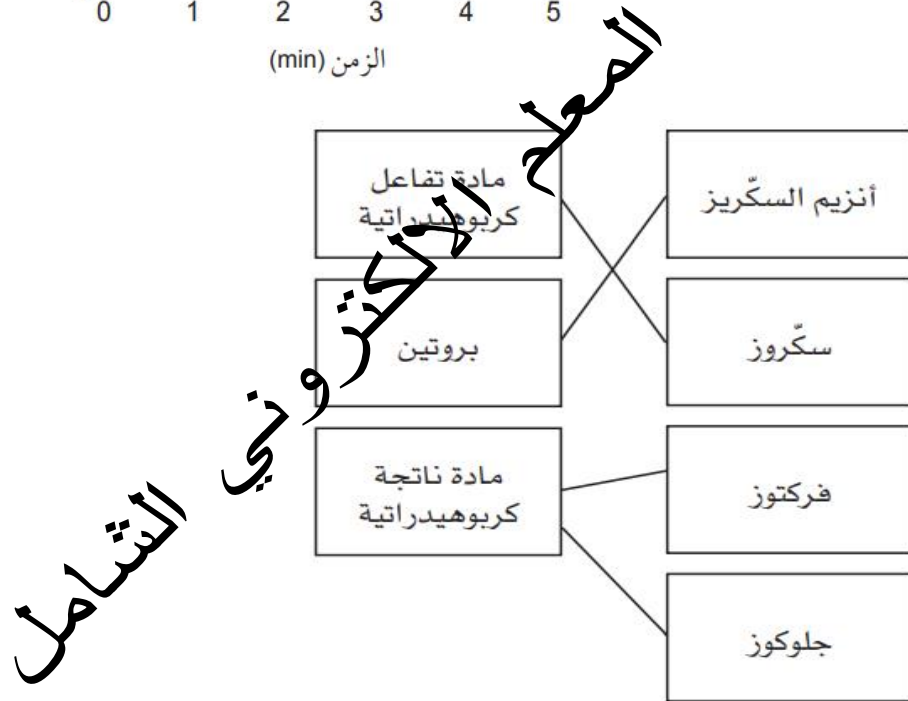 0 1 2 3 4 5
الزمن (min)
أنزيم السكّريز
مادة تفاعل
كربوهيدراتية
سكّروز
بروتين
فركتوز
مادة ناتجة
كربوهيدراتية
جلوكوز
المعلم الالكتروني الشامل